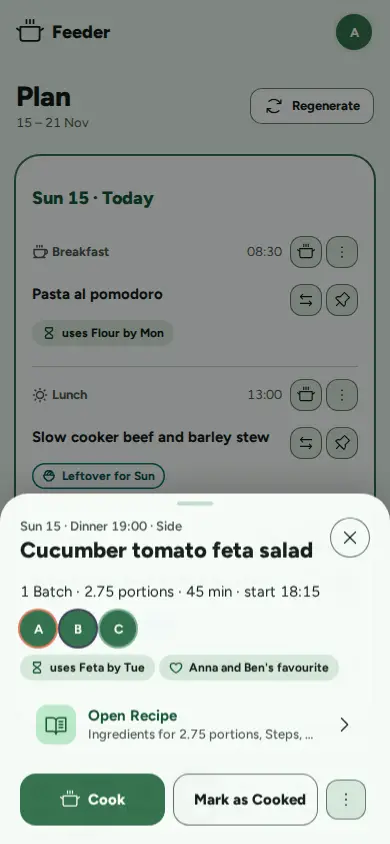 Feeder
A
Plan
15 – 21 Nov
Regenerate
Sun 15 · Today
Breakfast
08:30
Pasta al pomodoro
uses Flour by Mon
Lunch
13:00
Slow cooker beef and barley stew
Leftover for Sun
Sun 15 · Dinner 19:00 · Side
Cucumber tomato feta salad
1 Batch · 2.75 portions · 45 min · start 18:15
A B C
uses Feta by Tue
Anna and Ben's favourite
Open Recipe
Ingredients for 2.75 portions, Steps, ...
Cook
Mark as Cooked